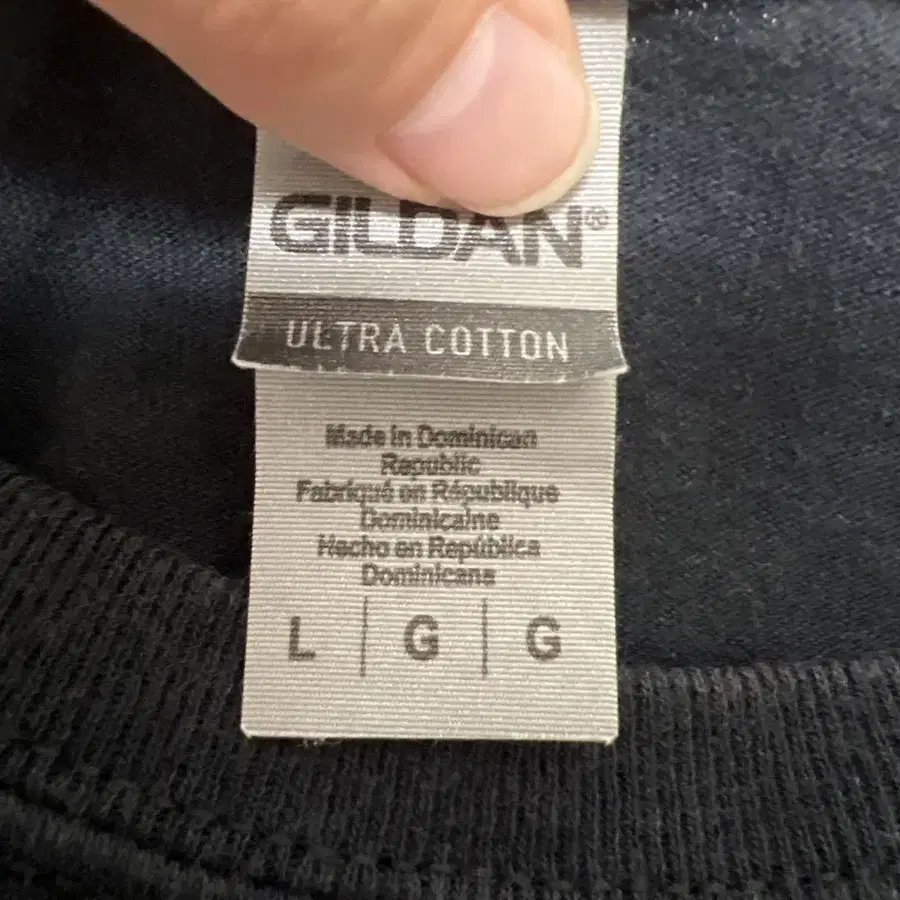 GILDAN®
ULTRA COTTON
Made in Dominican
Republic
Fabriqué en République
Dominicaine
Hecho en República
Dominicana
L | G | G